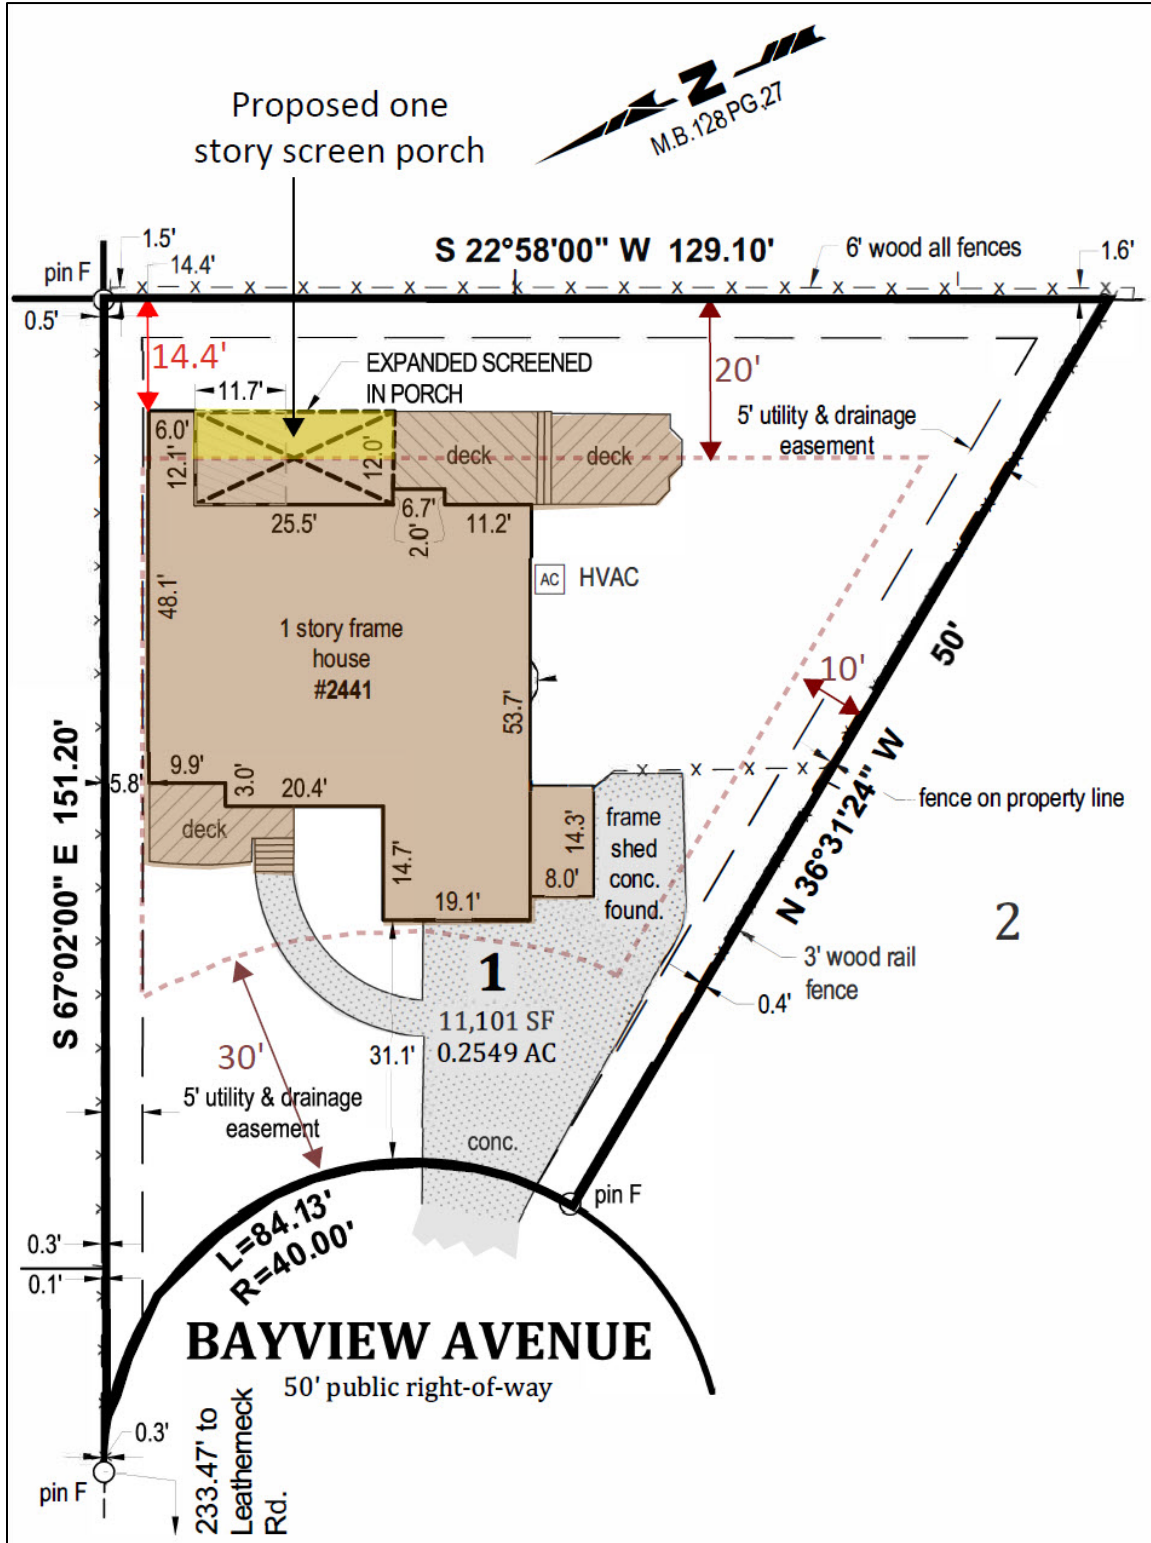 Proposed one
story screen porch
N
M.B.128 PG,27
1.5'
14.4'
pin F
0.5'
S 22°58'00" W 129.10'
6' wood all fences
1.6'
14.4'
20'
EXPANDED SCREENED
IN PORCH
11.7'
5' utility & drainage
easement
6.0'
12.1'
12.0'
deck
deck
25.5'
6.7'
2.0'
11.2'
AC
HVAC
48.1'
1 story frame
house
#2441
53.7'
50'
10'
S 67°02'00" E 151.20'
5.8'
9.9'
3.0'
20.4'
deck
14.7'
19.1'
14.3'
8.0'
frame
shed
conc.
found.
N 36°31'24" W
fence on property line
2
3' wood rail
fence
0.4'
1
11,101 SF
0.2549 AC
30'
31.1'
5' utility & drainage
easement
conc.
pin F
L=84.13'
R=40.00'
0.3'
0.1'
BAYVIEW AVENUE
50' public right-of-way
0.3'
pin F
233.47' to
Leatherneck
Rd.